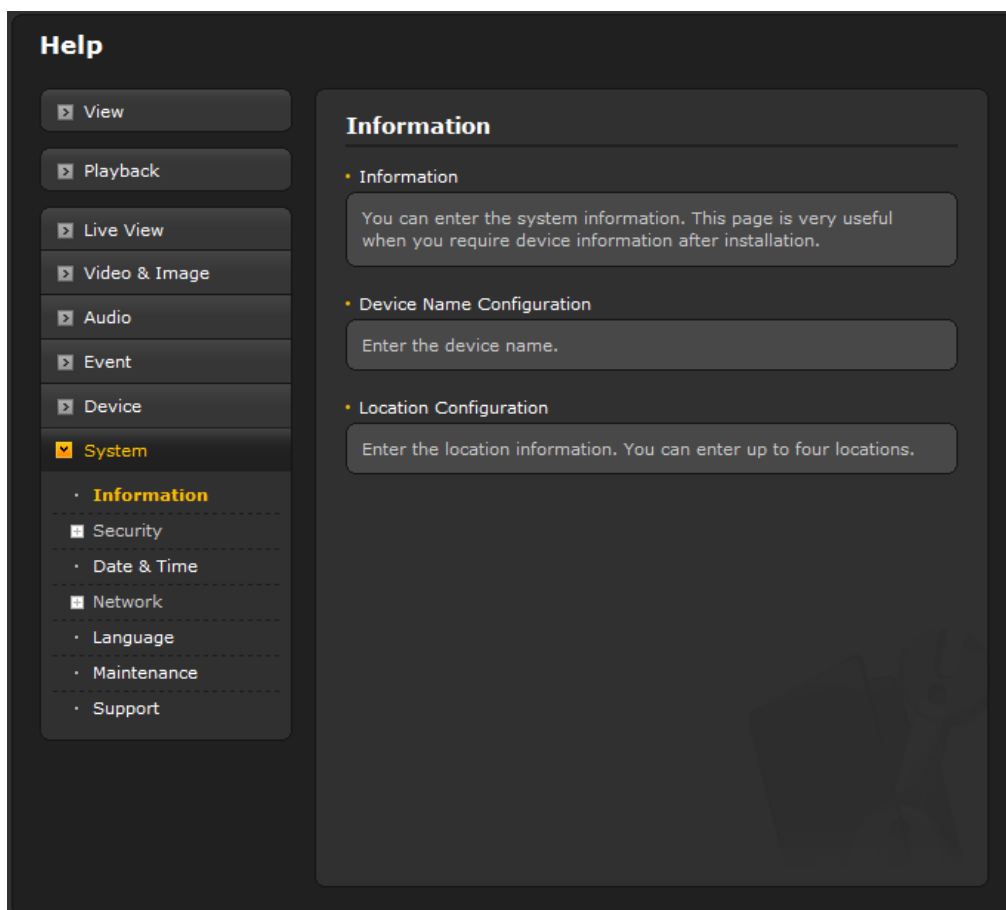 Help
View
Playback
Live View
Video & Image
Audio
Event
Device
System
Information
Security
Date & Time
Network
Language
Maintenance
Support
Information
Information
You can enter the system information. This page is very useful
when you require device information after installation.
Device Name Configuration
Enter the device name.
Location Configuration
Enter the location information. You can enter up to four locations.